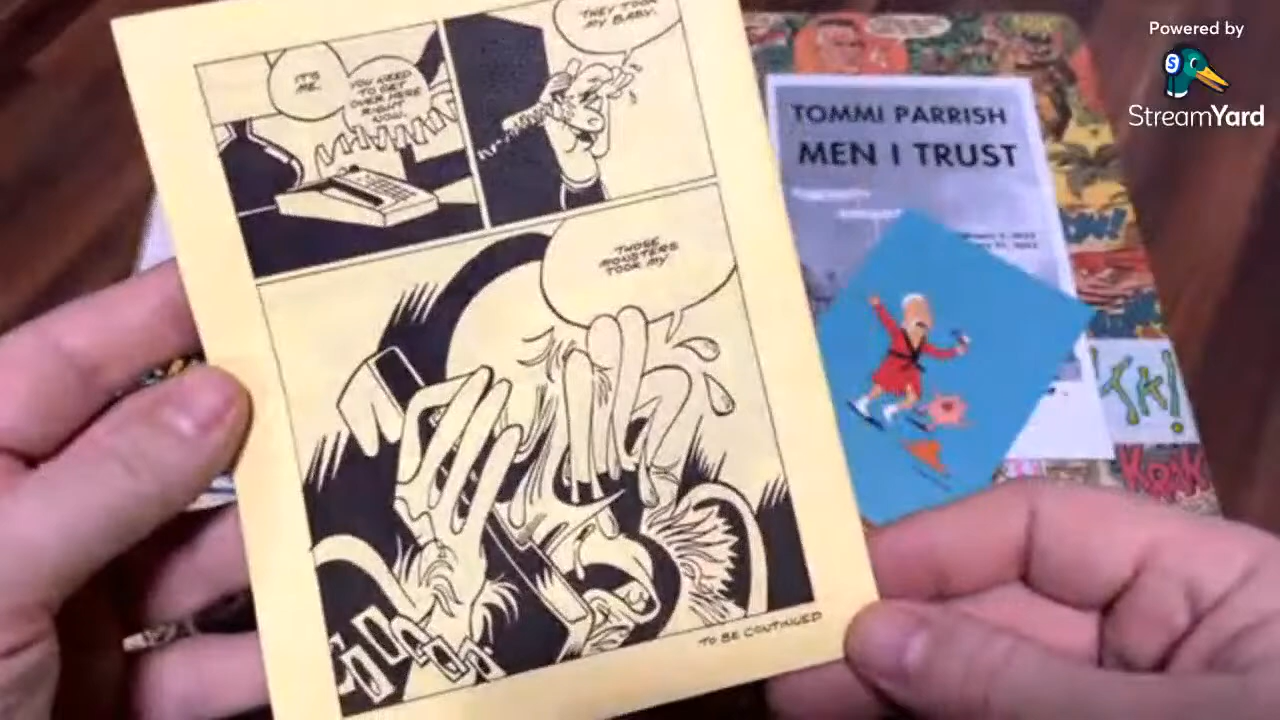 THEY TOOK
MY BABY.
IT'S
ME.
YOU NEED
TO GET
OVER HERE
RIGHT
NOW.
THOSE
MONSTERS
TOOK MY
TO BE CONTINUED
TOMMI PARRISH
MEN I TRUST
Powered by
StreamYard